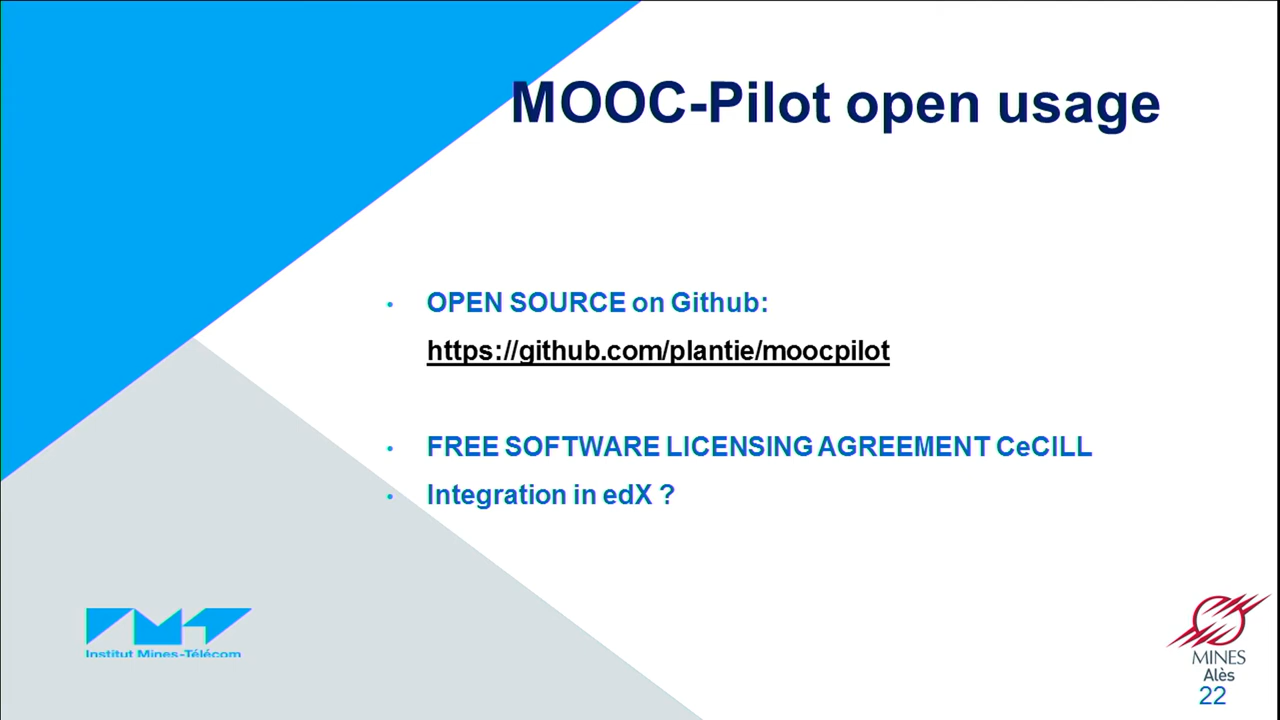 MOOC-Pilot open usage
• OPEN SOURCE on Github:
https://github.com/plantie/moocpilot
• FREE SOFTWARE LICENSING AGREEMENT CeCILL
• Integration in edX ?
IMT
Institut Mines-Télécom
MINES
Alès
22